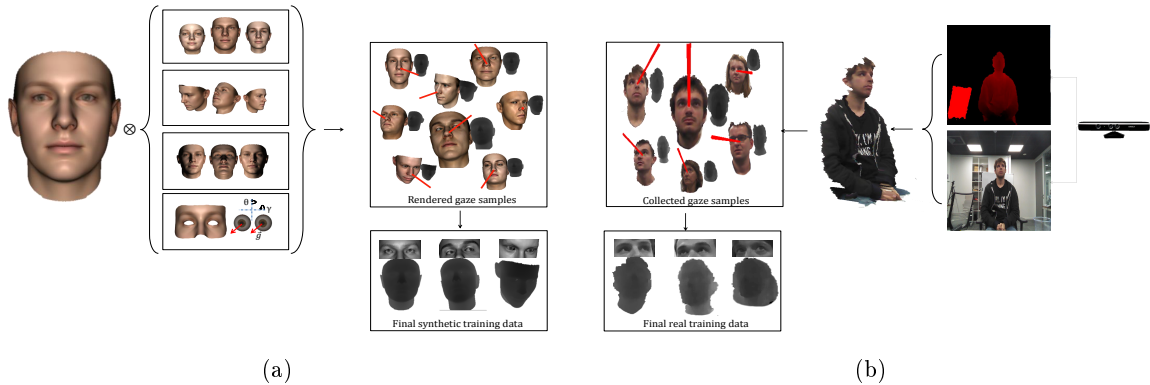 θ
γ
g
Rendered gaze samples
Final synthetic training data
Collected gaze samples
Final real training data
(a)
(b)